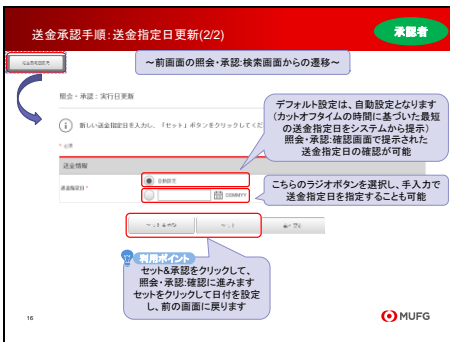 送金承認手順：送金指定日更新(2/2)
承認者
～前画面の照会・承認:検索画面からの遷移～
照会・承認：実行日更新
新しい送金指定日を入力し、「セット」ボタンをクリックしてくだ
* 必須
送金情報
送金指定日 *
自動設定
DD/MM/YY
デフォルト設定は、自動設定となります
(カットオフタイムの時間に基づいた最短
の送金指定日をシステムから提示)
照会・承認:確認画面で提示された
送金指定日の確認が可能
こちらのラジオボタンを選択し、手入力で
送金指定日を指定することも可能
セット
利用ポイント
セット&承認をクリックして、
照会・承認:確認に進みます
セットをクリックして日付を設定
し、前の画面に戻ります
16
MUFG